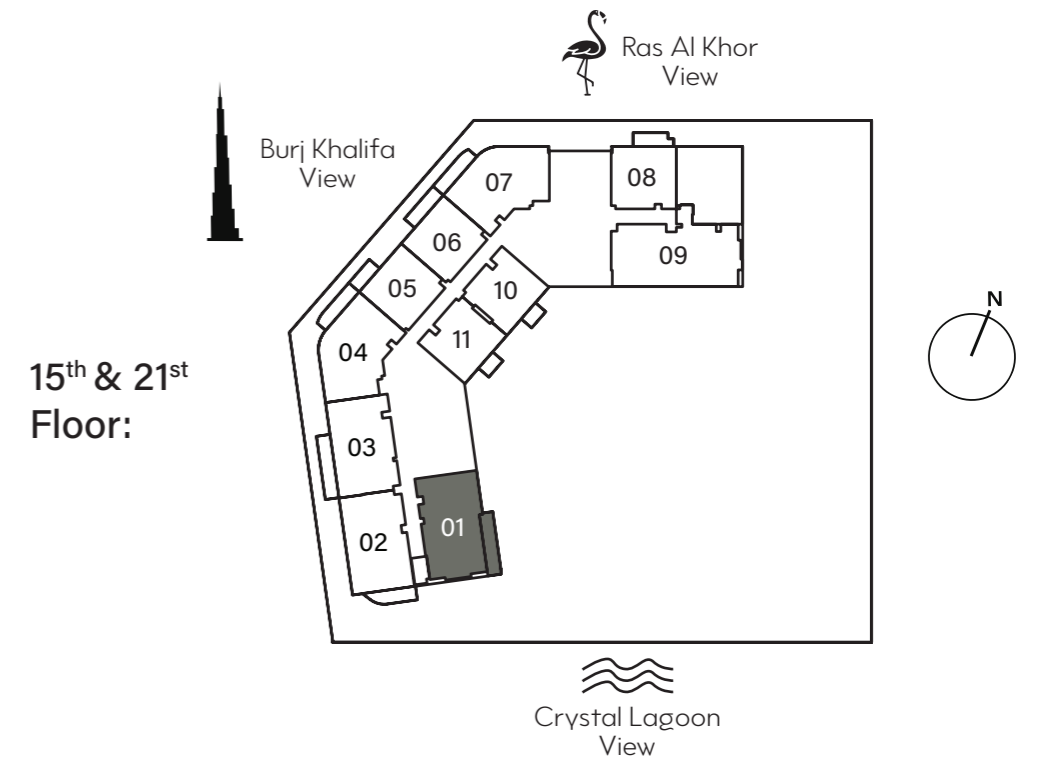 Ras Al Khor
View
Burj Khalifa
View
07
08
06
09
05
10
N
11
04
15th & 21st
Floor:
03
01
02
Crystal Lagoon
View